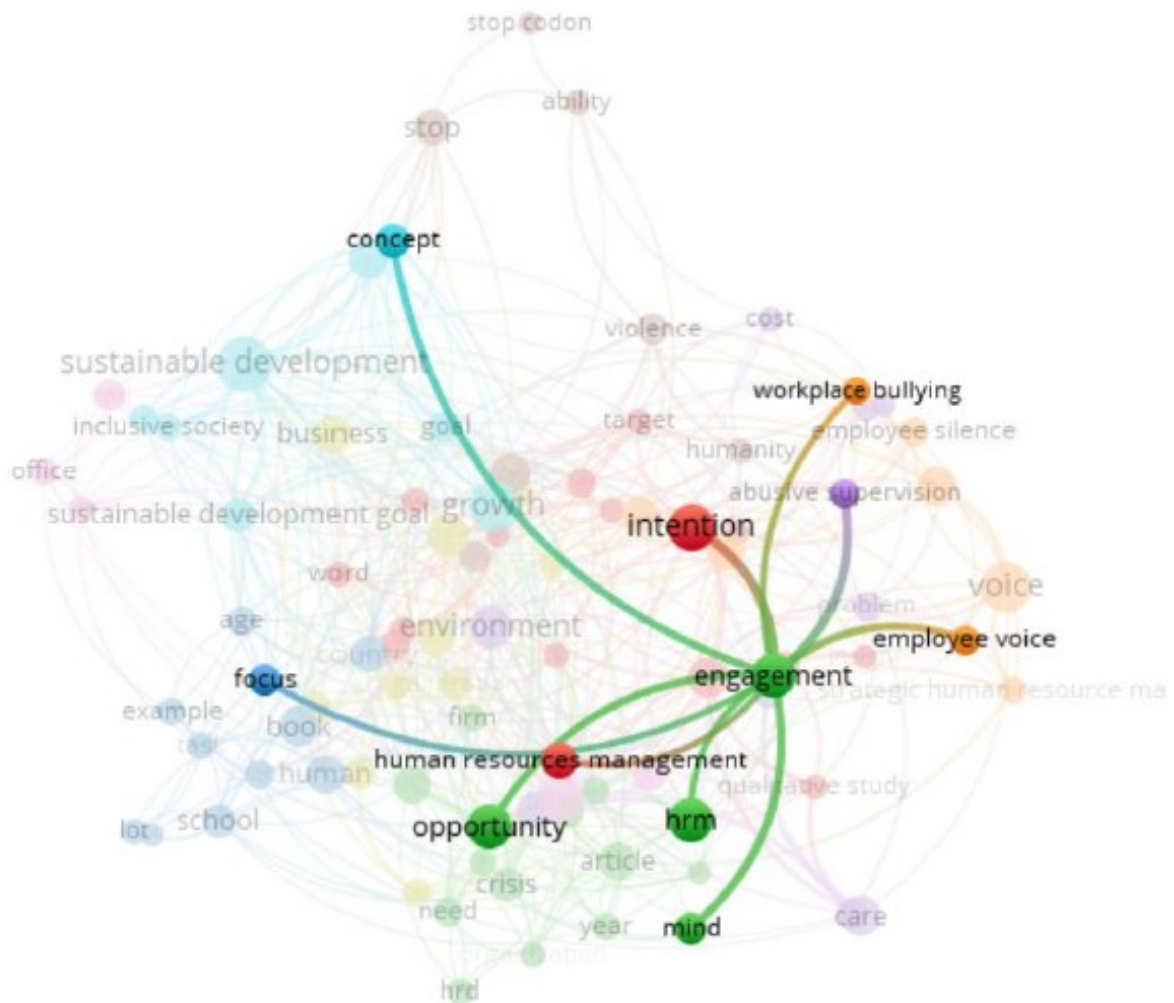 stop codon
ability
stop
concept
violence
cost
sustainable development
workplace bullying
inclusive society
business
goal
target
employee silence
humanity
office
abusive supervision
sustainable development goal
growth
intention
word
voice
problem
age
environment
employee voice
country
focus
engagement
strategic human resource ma
example
book
firm
task
human resources management
human
qualitative study
lot
school
opportunity
hrm
article
crisis
need
year
mind
care
organisation
hrd